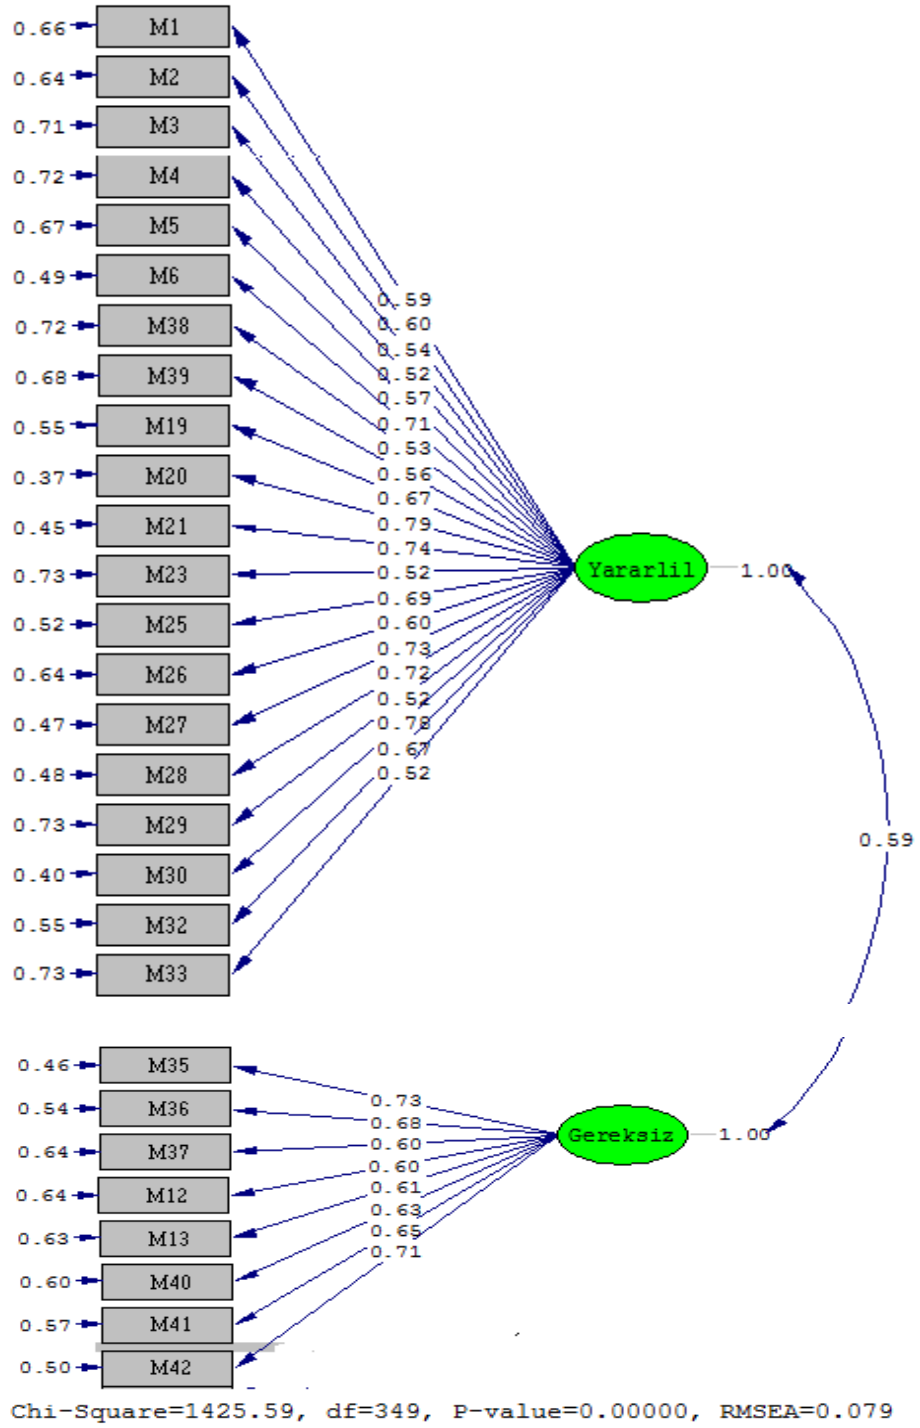 0.66 M1
0.64 M2
0.71 M3
0.72 M4
0.67 M5
0.49 M6
0.59
0.72 M38
0.60
0.54
0.68 M39
0.52
0.57
0.55 M19
0.71
0.53
0.37 M20
0.56
0.67
0.45 M21
0.79
0.74
0.73 M23
0.52
Yararlil 1.00
0.69
0.52 M25
0.60
0.73
0.64 M26
0.72
0.52
0.47 M27
0.78
0.67
0.48 M28
0.52
0.73 M29
0.59
0.40 M30
0.55 M32
0.73 M33
0.46 M35
0.73
0.54 M36
0.68
0.60
Gereksiz 1.00
0.64 M37
0.60
0.61
0.64 M12
0.63
0.65
0.63 M13
0.71
0.60 M40
0.57 M41
0.50 M42
Chi-Square=1425.59, df=349, P-value=0.00000, RMSEA=0.079